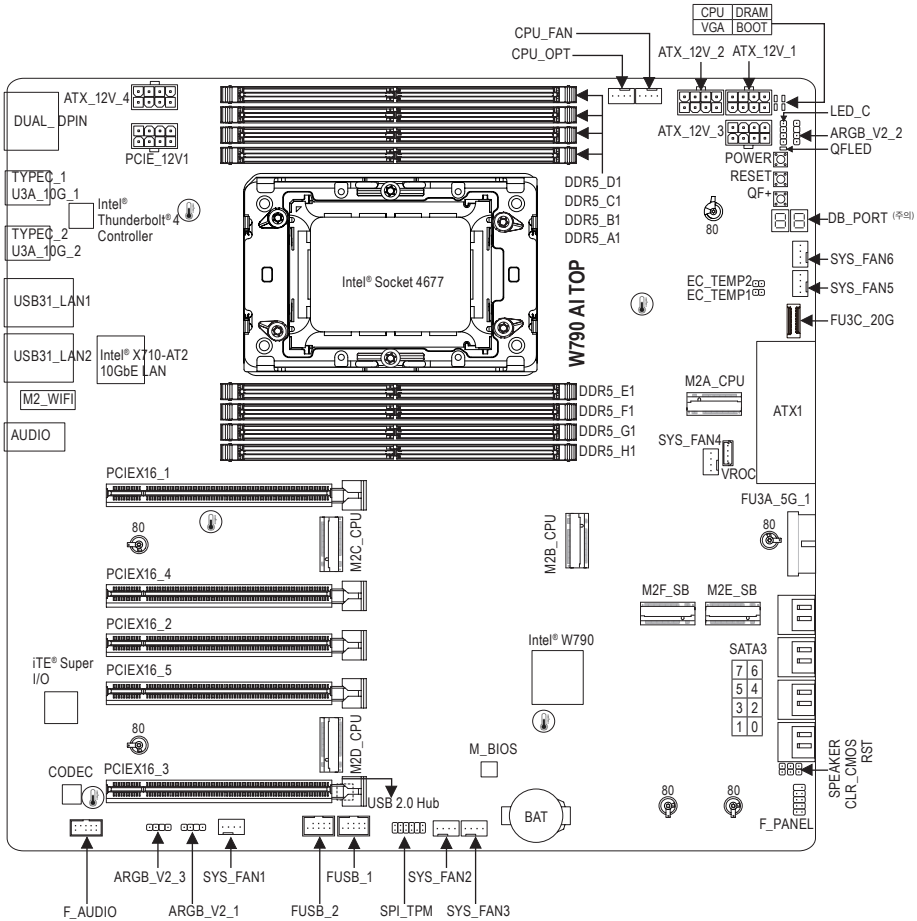 CPU DRAM
VGA BOOT
CPU_FAN
CPU_OPT
ATX_12V_2 ATX_12V_1
ATX_12V_4
DUAL_DPIN
LED_C
ATX_12V_3
ARGB_V2_2
PCIE_12V1
QFLED
POWER
RESET
QF+
TYPEC_1
U3A_10G_1
Intel® Thunderbolt® 4 Controller
DDR5_D1
DDR5_C1
DDR5_B1
DDR5_A1
80
DB_PORT (주의)
TYPEC_2
U3A_10G_2
SYS_FAN6
Intel® Socket 4677
W790 AI TOP
EC_TEMP2
EC_TEMP1
SYS_FAN5
USB31_LAN1
FU3C_20G
USB31_LAN2
Intel® X710-AT2
10GbE LAN
M2A_CPU
M2_WIFI
DDR5_E1
DDR5_F1
DDR5_G1
DDR5_H1
ATX1
AUDIO
SYS_FAN4
VROC
PCIEX16_1
FU3A_5G_1
80
M2C_CPU
M2B_CPU
80
PCIEX16_4
M2F_SB M2E_SB
PCIEX16_2
Intel® W790
SATA3
7 6
5 4
3 2
1 0
iTE® Super
I/O
PCIEX16_5
80
M2D_CPU
M_BIOS
SPEAKER
CLR_CMOS
RST
CODEC
PCIEX16_3
USB 2.0 Hub
BAT
80
80
F_PANEL
ARGB_V2_3
SYS_FAN1
FUSB_1
SYS_FAN2
F_AUDIO
ARGB_V2_1
FUSB_2
SPI_TPM
SYS_FAN3